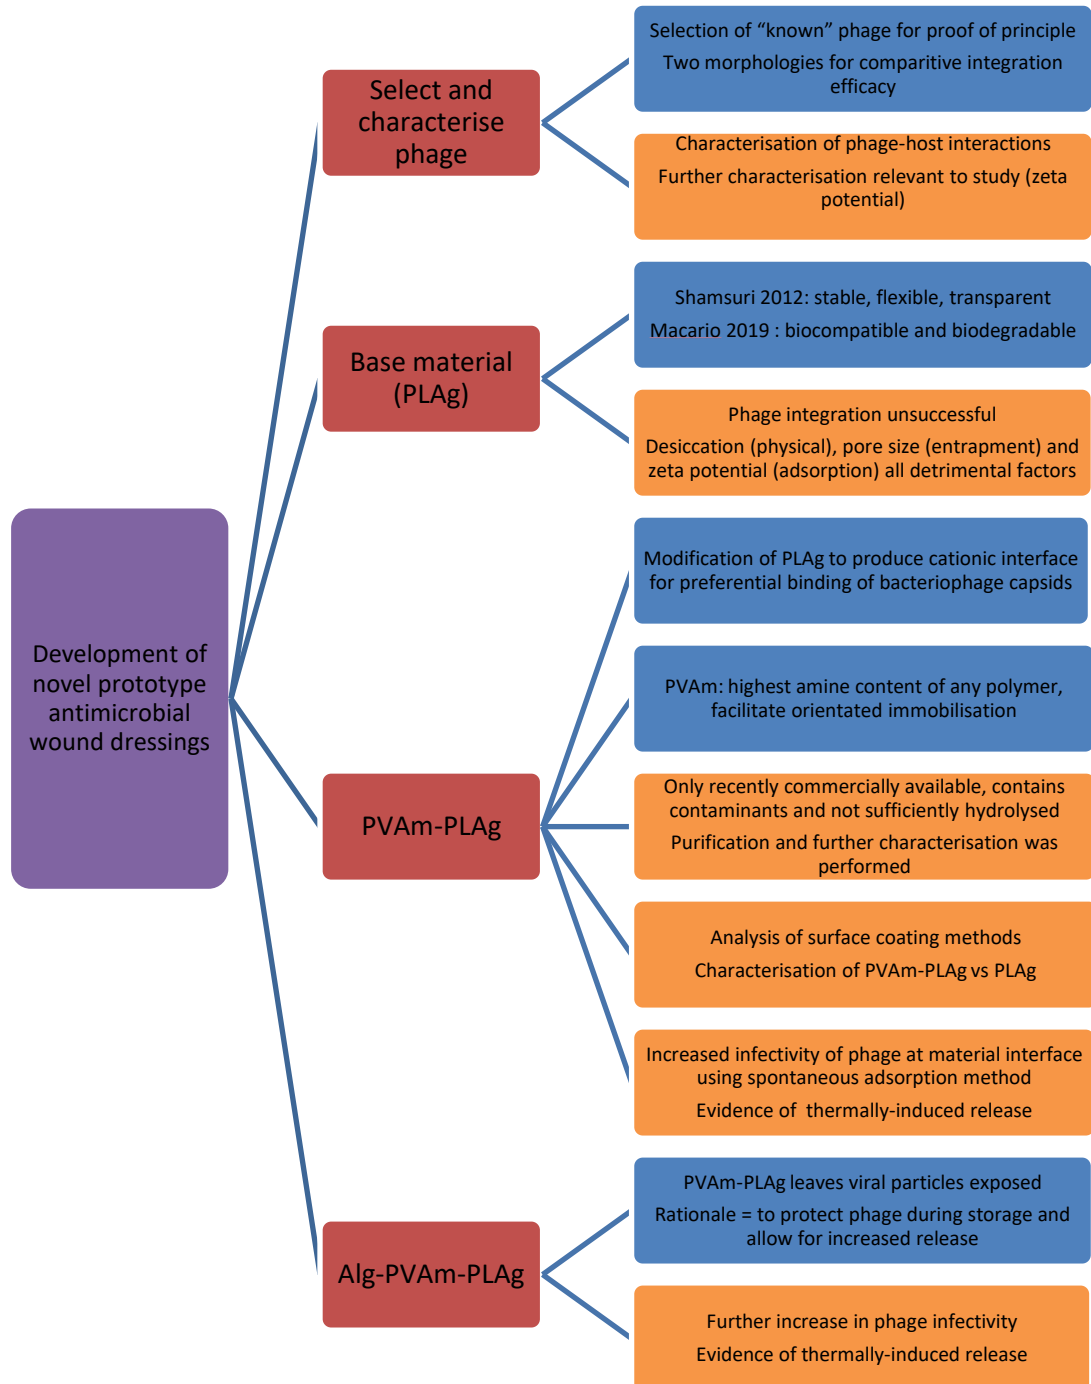 Development of
novel prototype
antimicrobial
wound dressings
Select and
characterise
phage
Selection of “known” phage for proof of principle
Two morphologies for comparitive integration
efficacy
Characterisation of phage-host interactions
Further characterisation relevant to study (zeta
potential)
Base material
(PLAg)
Shamsuri 2012: stable, flexible, transparent
Macario 2019 : biocompatible and biodegradable
Phage integration unsuccessful
Desiccation (physical), pore size (entrapment) and
zeta potential (adsorption) all detrimental factors
PVAm-PLAg
Modification of PLAg to produce cationic interface
for preferential binding of bacteriophage capsids
PVAm: highest amine content of any polymer,
facilitate orientated immobilisation
Only recently commercially available, contains
contaminants and not sufficiently hydrolysed
Purification and further characterisation was
performed
Analysis of surface coating methods
Characterisation of PVAm-PLAg vs PLAg
Increased infectivity of phage at material interface
using spontaneous adsorption method
Evidence of  thermally-induced release
Alg-PVAm-PLAg
PVAm-PLAg leaves viral particles exposed
Rationale = to protect phage during storage and
allow for increased release
Further increase in phage infectivity
Evidence of thermally-induced release